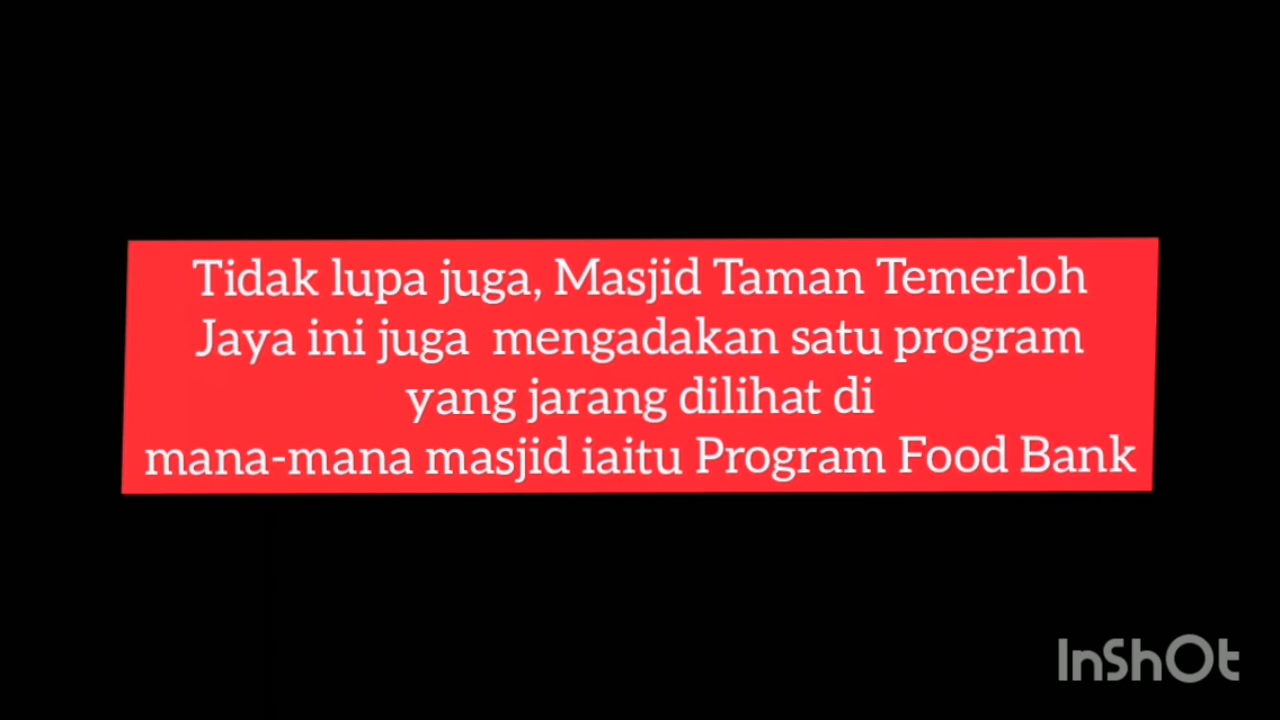 Tidak lupa juga, Masjid Taman Temerloh
Jaya ini juga  mengadakan satu program
yang jarang dilihat di
mana-mana masjid iaitu Program Food Bank
InShOt